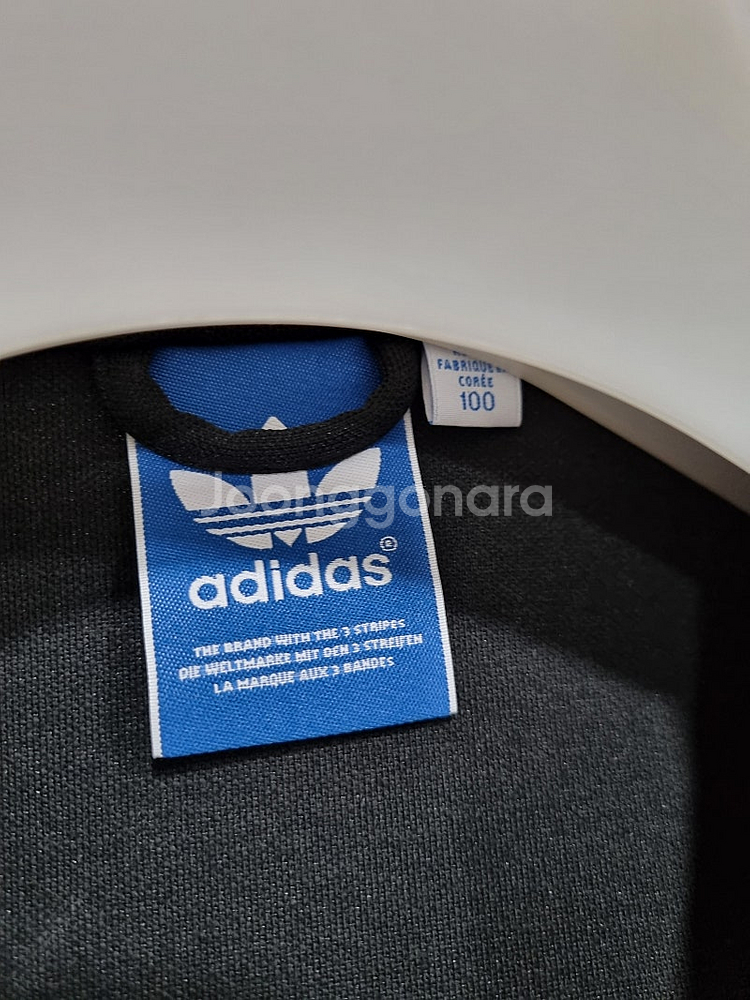 FABRIQUE
CORÉE
100
Joonggonara
adidas®
THE BRAND WITH THE 3 STRIPES
DIE WELTMARKE MIT DEN 3 STREIFEN
LA MARQUE AUX 3 BANDES